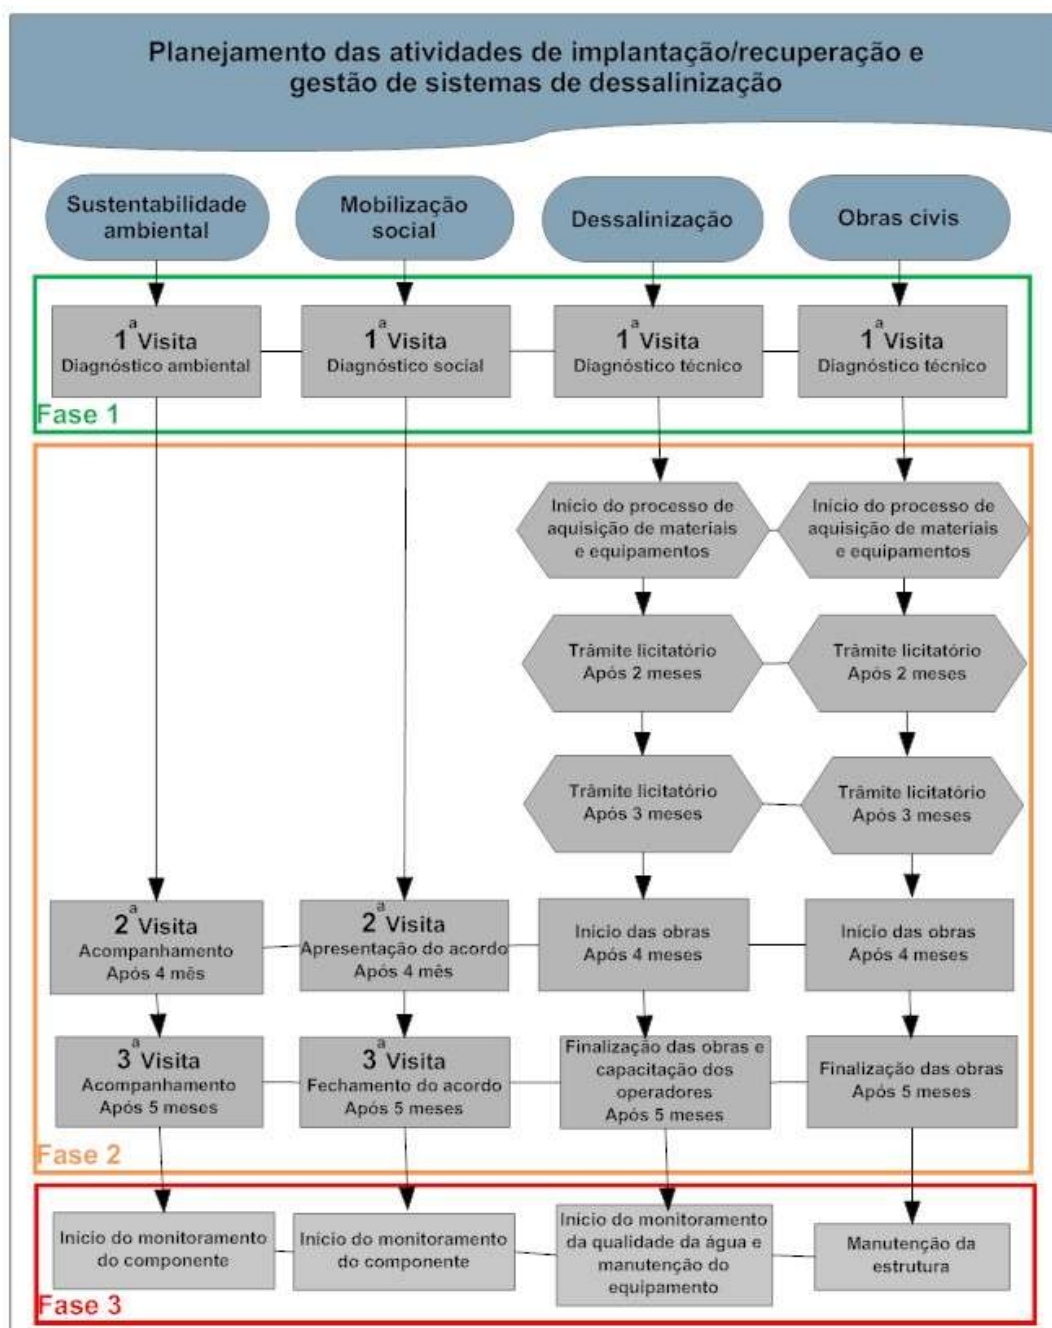 Planejamento das atividades de implantação/recuperação e
gestão de sistemas de dessalinização
Sustentabilidade
ambiental
Mobilização
social
Dessalinização
Obras civis
1ª Visita
Diagnóstico ambiental
1ª Visita
Diagnóstico social
1ª Visita
Diagnóstico técnico
1ª Visita
Diagnóstico técnico
Fase 1
Início do processo de
aquisição de materiais
e equipamentos
Início do processo de
aquisição de materiais
e equipamentos
Trâmite licitatório
Após 2 meses
Trâmite licitatório
Após 2 meses
Trâmite licitatório
Após 3 meses
Trâmite licitatório
Após 3 meses
2ª Visita
Acompanhamento
Após 4 mês
2ª Visita
Apresentação do acordo
Após 4 mês
Início das obras
Após 4 meses
Início das obras
Após 4 meses
3ª Visita
Acompanhamento
Após 5 meses
3ª Visita
Fechamento do acordo
Após 5 meses
Finalização das obras e
capacitação dos
operadores
Após 5 meses
Finalização das obras
Após 5 meses
Fase 2
Início do monitoramento
do componente
Início do monitoramento
do componente
Início do monitoramento
da qualidade da água e
manutenção do
equipamento
Manutenção da
estrutura
Fase 3